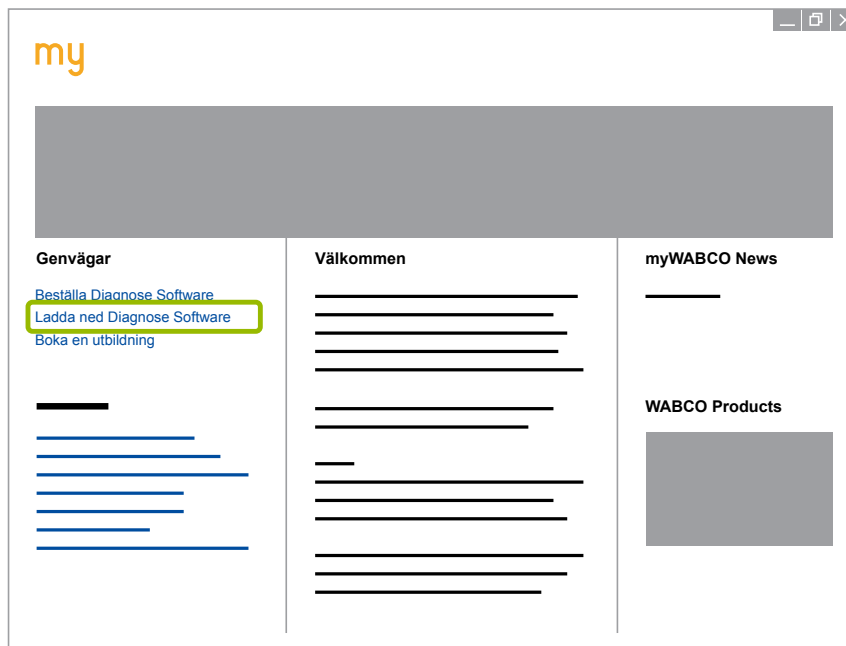 my
Genvägar
Beställa Diagnose Software
Ladda ned Diagnose Software
Boka en utbildning
Välkommen
myWABCO News
WABCO Products